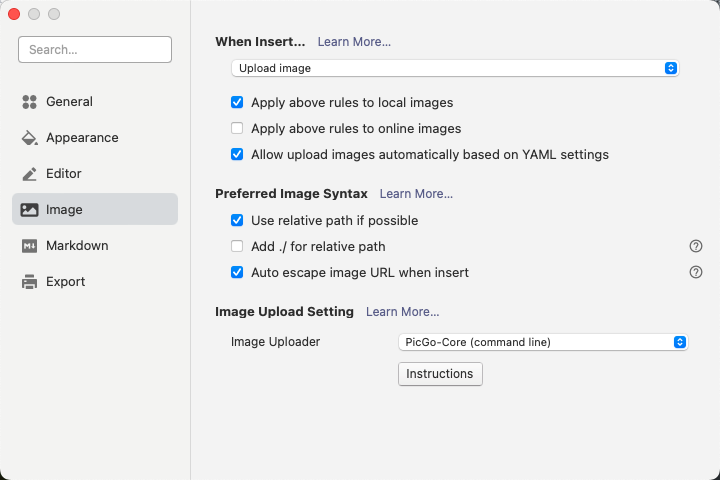 Search...
General
Appearance
Editor
Image
Markdown
Export
When Insert... Learn More...
Upload image
Apply above rules to local images
Apply above rules to online images
Allow upload images automatically based on YAML settings
Preferred Image Syntax Learn More...
Use relative path if possible
Add ./ for relative path
Auto escape image URL when insert
Image Upload Setting Learn More...
Image Uploader PicGo-Core (command line)
Instructions